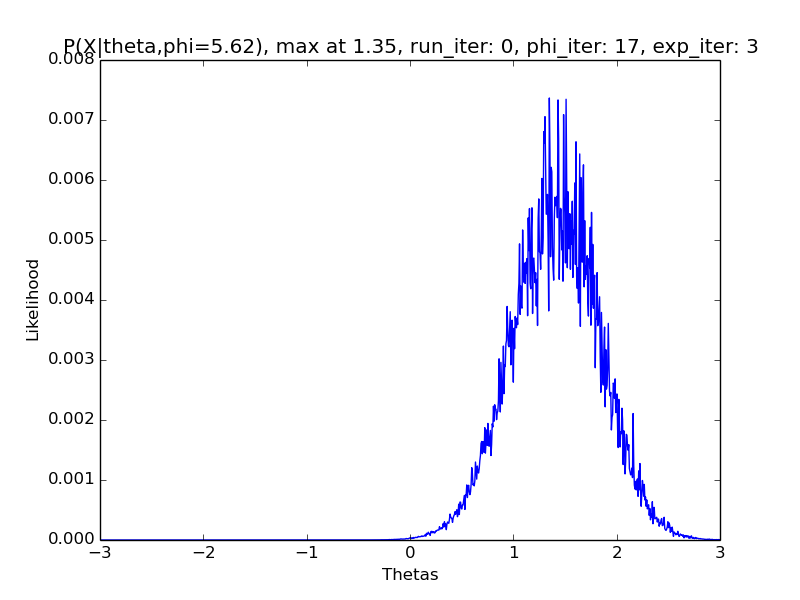 P(X|theta,phi=5.62), max at 1.35, run_iter: 0, phi_iter: 17, exp_iter: 3
0.008
0.007
0.006
0.005
0.004
0.003
0.002
0.001
0.000
Likelihood
−3 −2 −1 0 1 2 3
Thetas